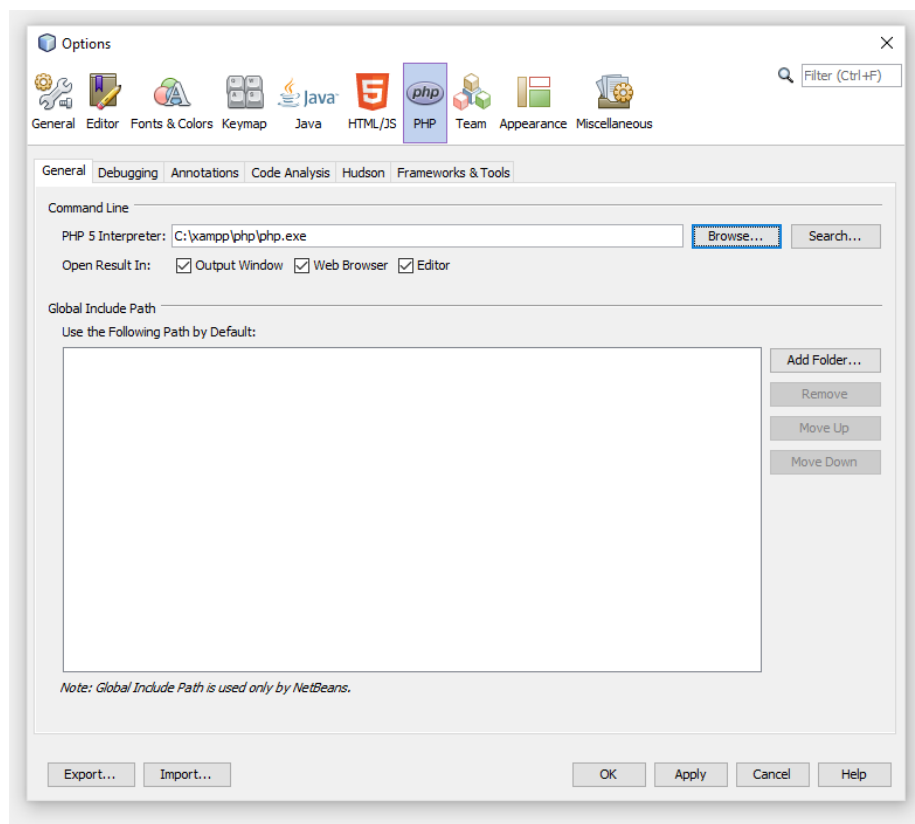 Options
Filter (Ctrl+F)
General Editor Fonts & Colors Keymap Java HTML/JS PHP Team Appearance Miscellaneous
General Debugging Annotations Code Analysis Hudson Frameworks & Tools
Command Line
PHP 5 Interpreter: C:\xampp\php\php.exe Browse... Search...
Open Result In: Output Window Web Browser Editor
Global Include Path
Use the Following Path by Default:
Add Folder...
Remove
Move Up
Move Down
Note: Global Include Path is used only by NetBeans.
Export... Import... OK Apply Cancel Help